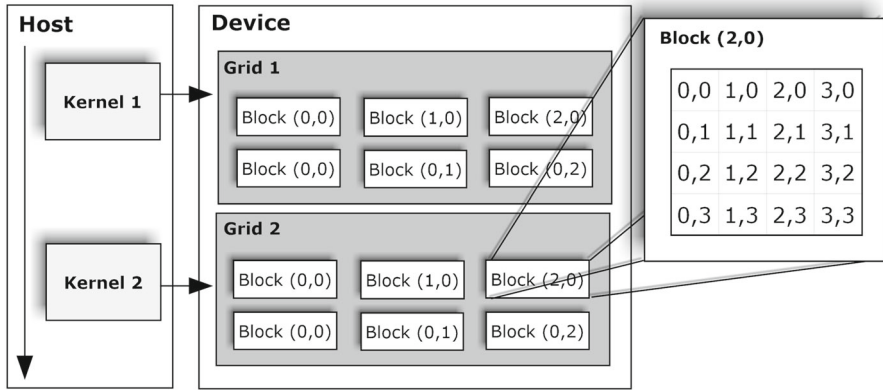 Host
Kernel 1
Kernel 2
Device
Grid 1
Block (0,0) Block (1,0) Block (2,0)
Block (0,0) Block (0,1) Block (0,2)
Grid 2
Block (0,0) Block (1,0) Block (2,0)
Block (0,0) Block (0,1) Block (0,2)
Block (2,0)
0,0 1,0 2,0 3,0
0,1 1,1 2,1 3,1
0,2 1,2 2,2 3,2
0,3 1,3 2,3 3,3